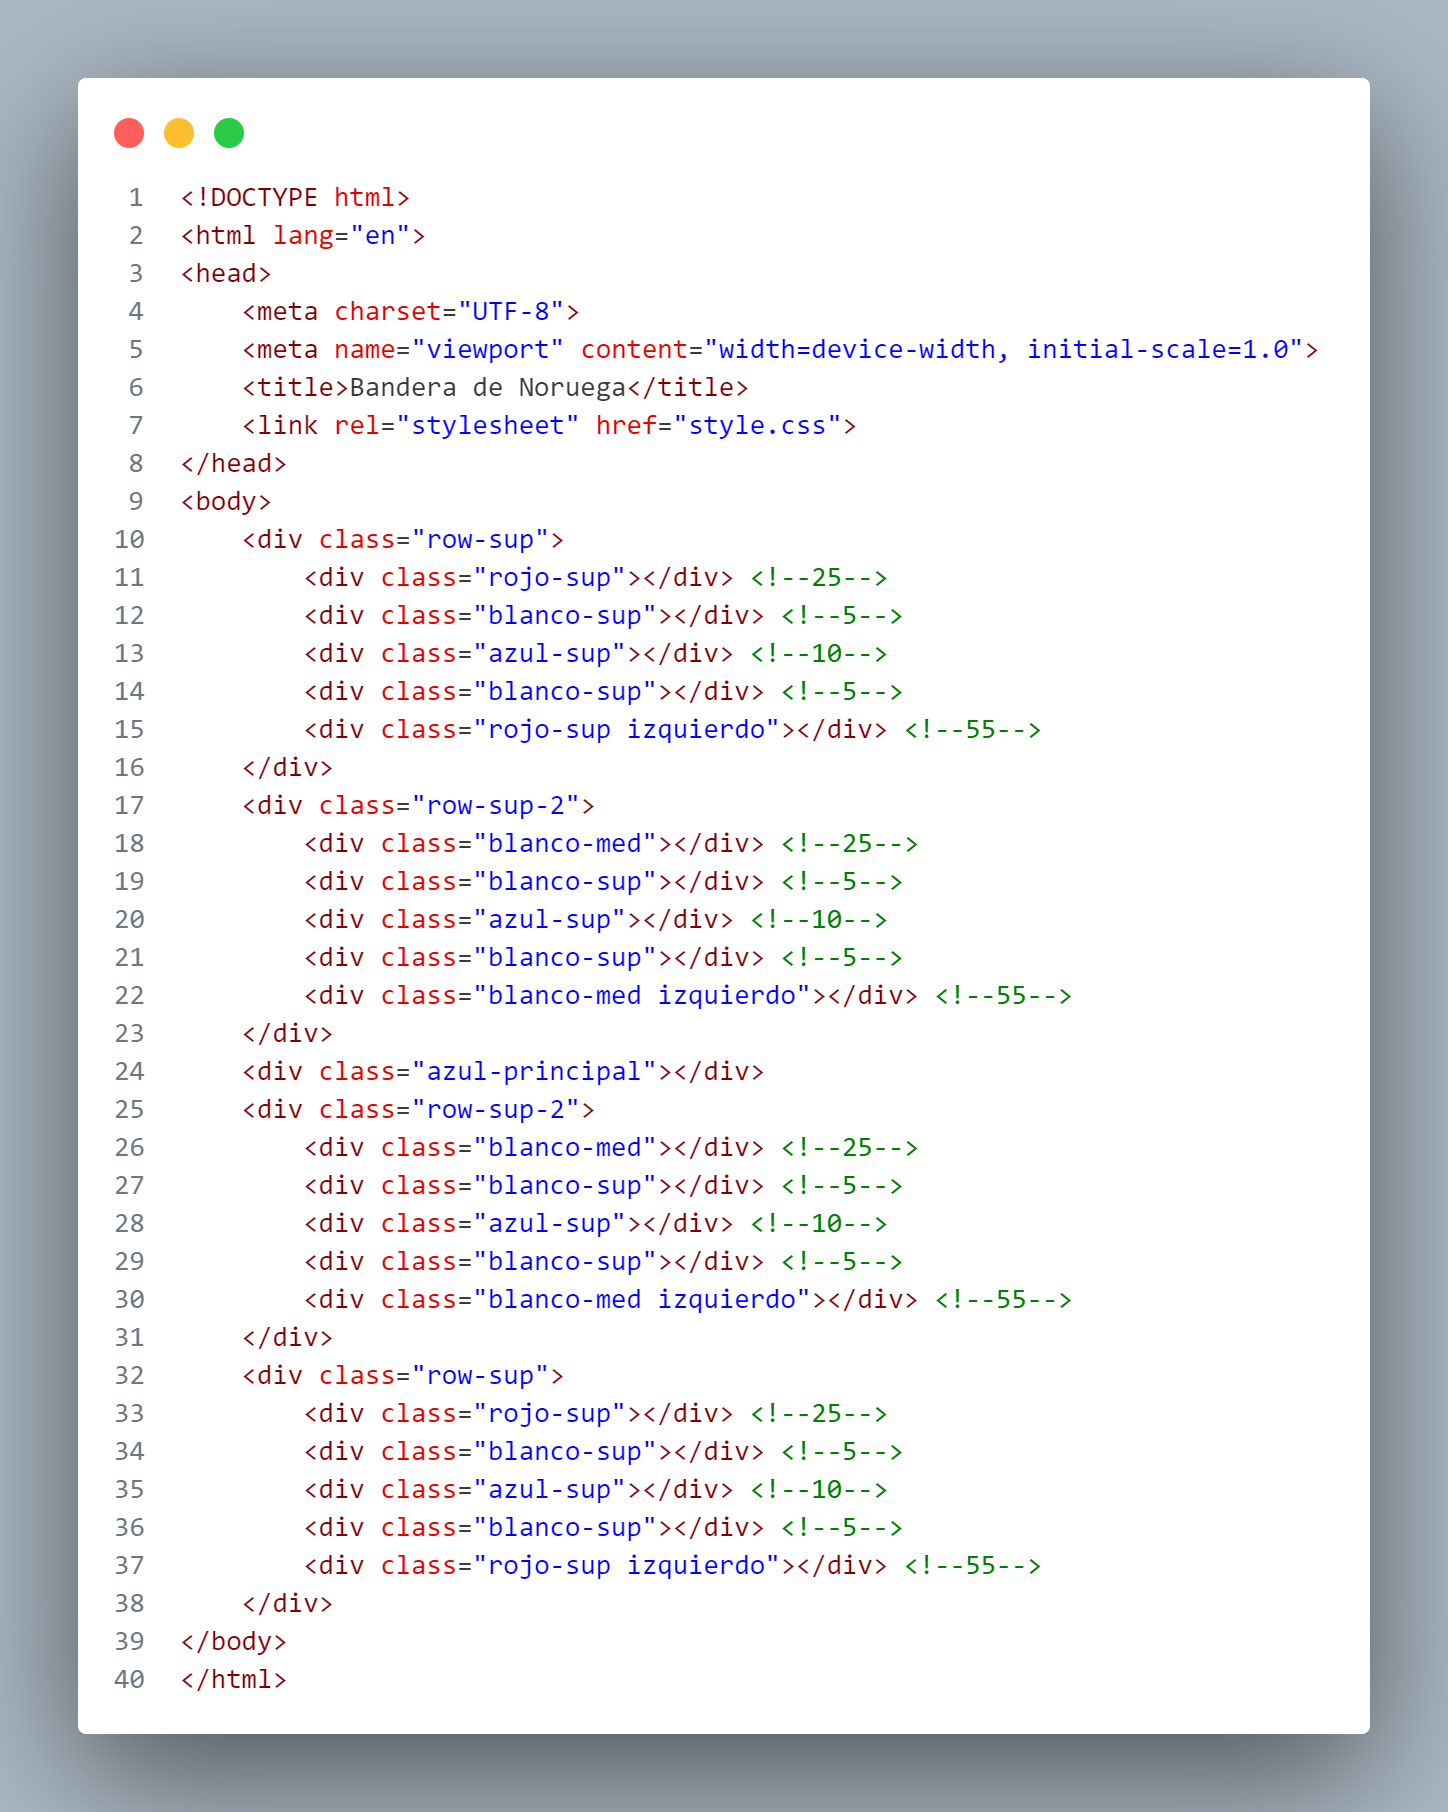 1 <!DOCTYPE html>
2 <html lang="en">
3 <head>
4     <meta charset="UTF-8">
5     <meta name="viewport" content="width=device-width, initial-scale=1.0">
6     <title>Bandera de Noruega</title>
7     <link rel="stylesheet" href="style.css">
8 </head>
9 <body>
10     <div class="row-sup">
11         <div class="rojo-sup"></div> <!--25-->
12         <div class="blanco-sup"></div> <!--5-->
13         <div class="azul-sup"></div> <!--10-->
14         <div class="blanco-sup"></div> <!--5-->
15         <div class="rojo-sup izquierdo"></div> <!--55-->
16     </div>
17     <div class="row-sup-2">
18         <div class="blanco-med"></div> <!--25-->
19         <div class="blanco-sup"></div> <!--5-->
20         <div class="azul-sup"></div> <!--10-->
21         <div class="blanco-sup"></div> <!--5-->
22         <div class="blanco-med izquierdo"></div> <!--55-->
23     </div>
24     <div class="azul-principal"></div>
25     <div class="row-sup-2">
26         <div class="blanco-med"></div> <!--25-->
27         <div class="blanco-sup"></div> <!--5-->
28         <div class="azul-sup"></div> <!--10-->
29         <div class="blanco-sup"></div> <!--5-->
30         <div class="blanco-med izquierdo"></div> <!--55-->
31     </div>
32     <div class="row-sup">
33         <div class="rojo-sup"></div> <!--25-->
34         <div class="blanco-sup"></div> <!--5-->
35         <div class="azul-sup"></div> <!--10-->
36         <div class="blanco-sup"></div> <!--5-->
37         <div class="rojo-sup izquierdo"></div> <!--55-->
38     </div>
39 </body>
40 </html>